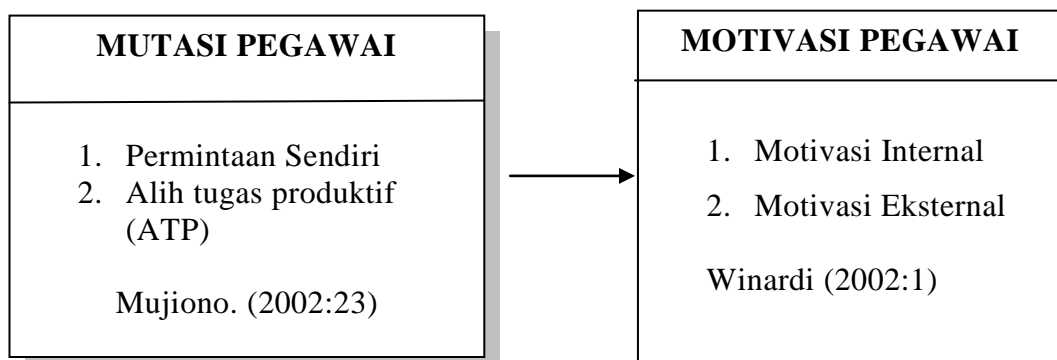 MUTASI PEGAWAI
1. Permintaan Sendiri
2. Alih tugas produktif
(ATP)
Mujiono. (2002:23)
MOTIVASI PEGAWAI
1. Motivasi Internal
2. Motivasi Eksternal
Winardi (2002:1)